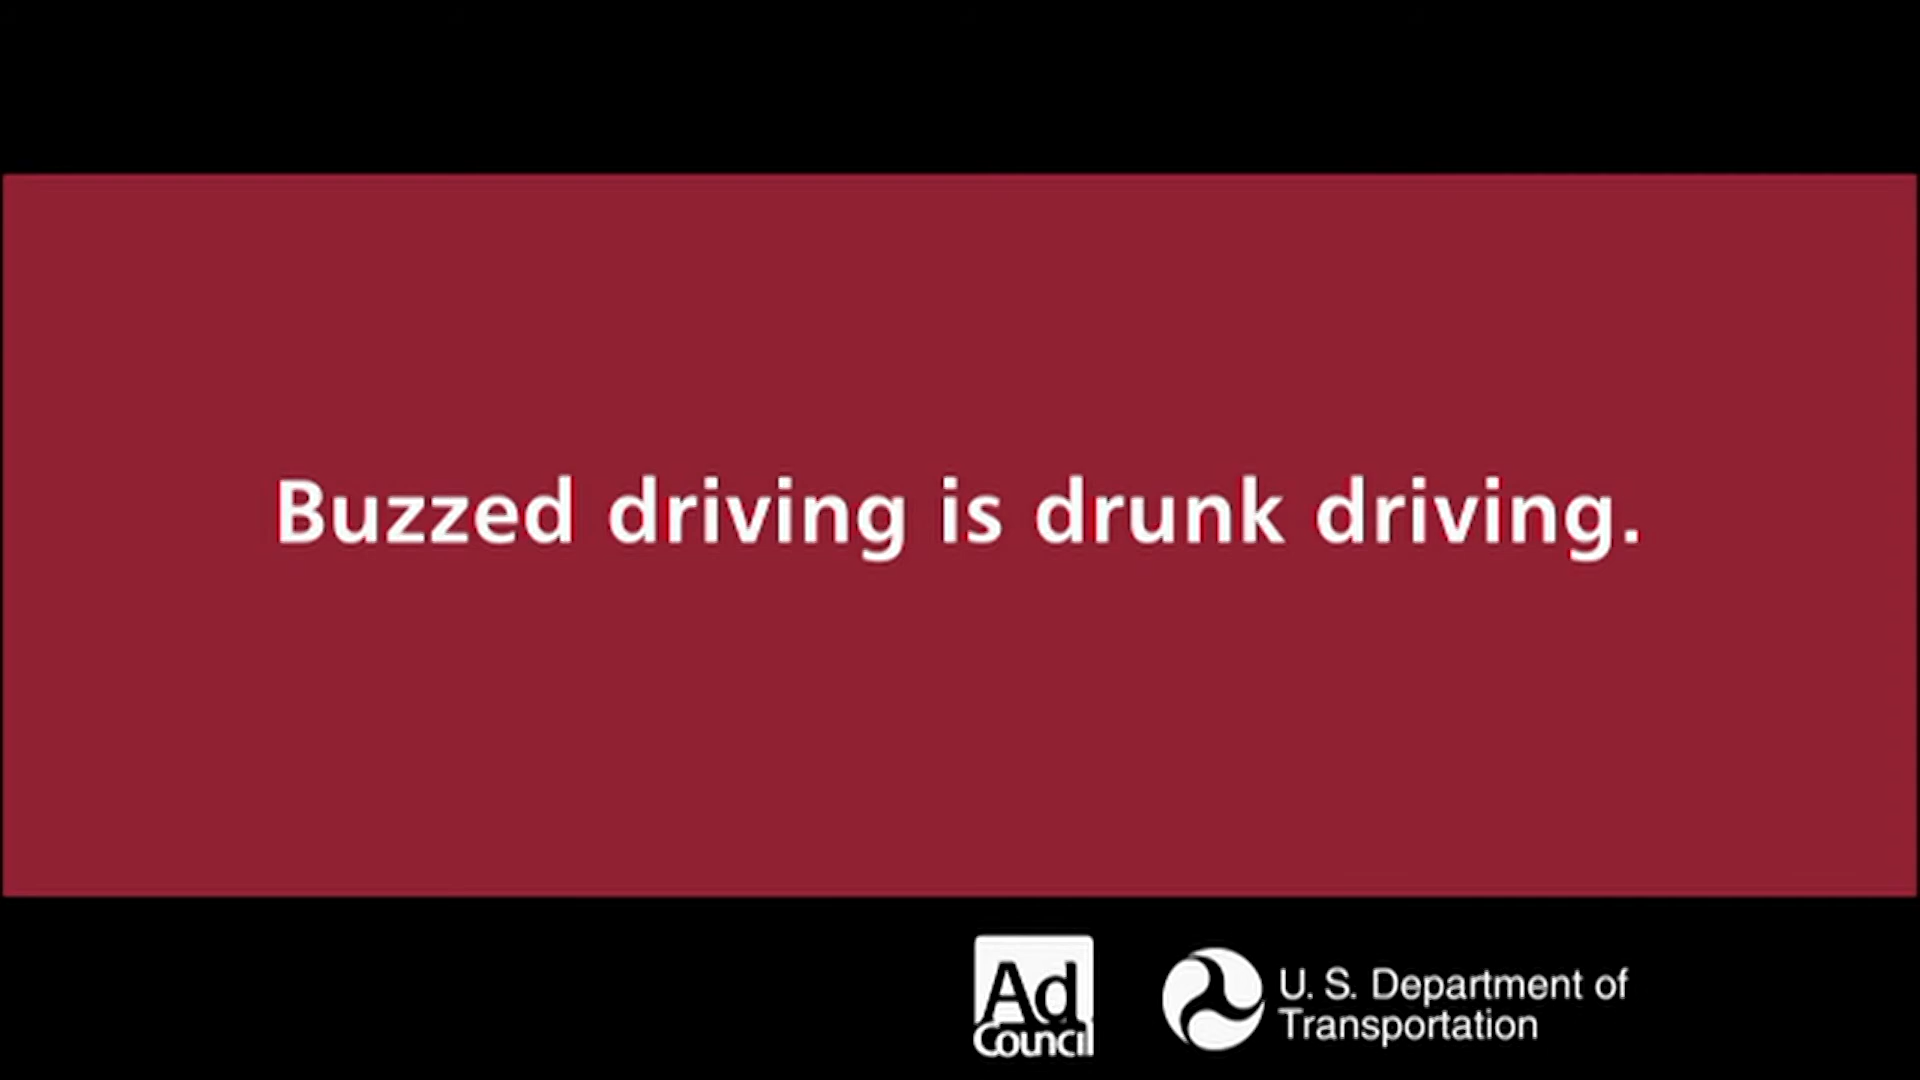 Buzzed driving is drunk driving.
Ad
Council
U. S. Department of
Transportation